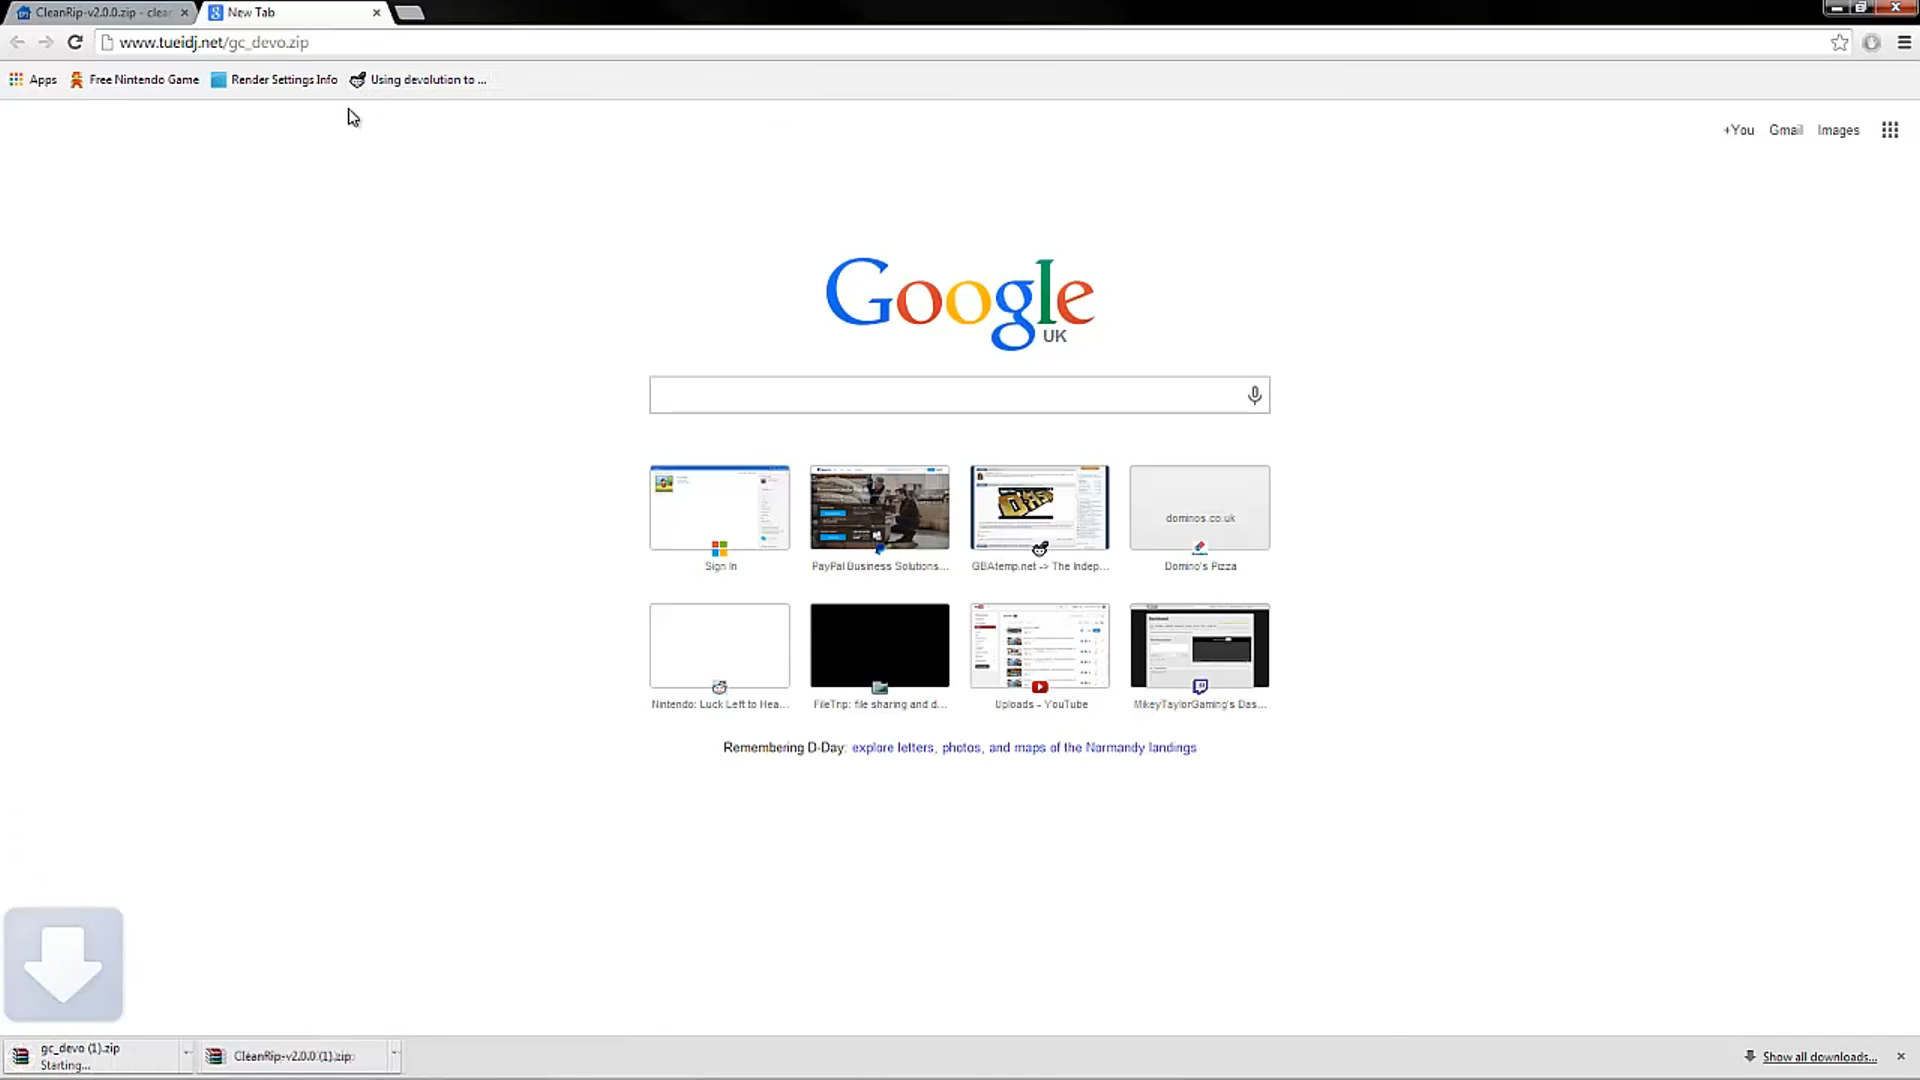 CleanRip-v2.0.0.zip - clear
New Tab
www.tueidj.net/gc_devo.zip
Apps
Free Nintendo Game
Render Settings Info
Using devolution to ...
+You
Gmail
Images
Google
UK
dominos.co.uk
Sign In
PayPal Business Solutions...
GBAtemp.net -> The Indep...
Domino's Pizza
Nintendo: Luck Left to Hea...
FileTrip: file sharing and d...
Uploads - YouTube
MikeyTaylorGaming's Das...
Remembering D-Day: explore letters, photos, and maps of the Normandy landings
gc_devo (1).zip
Starting...
CleanRip-v2.0.0 (1).zip
Show all downloads...